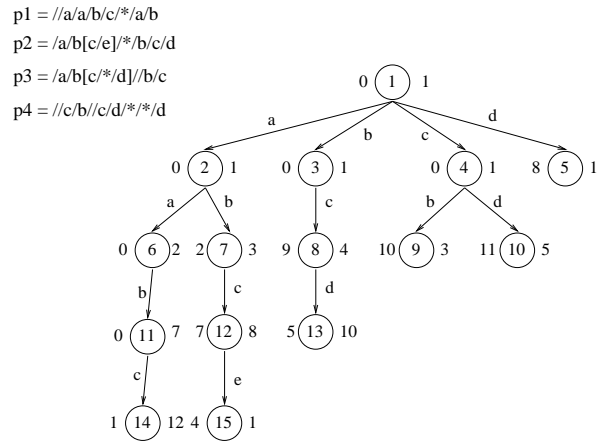 p1 = //a/a/b/c/*/a/b
p2 = /a/b[c/e]/*/b/c/d
p3 = /a/b[c/*/d]//b/c
p4 = //c/b//c/d/*/*/d
0 1 1
a b c d
0 2 1 0 3 1 0 4 1 8 5 1
a b c b d
0 6 2 2 7 3 9 8 4 10 9 3 11 10 5
b c d
0 11 7 7 12 8 5 13 10
c e
1 14 12 4 15 1